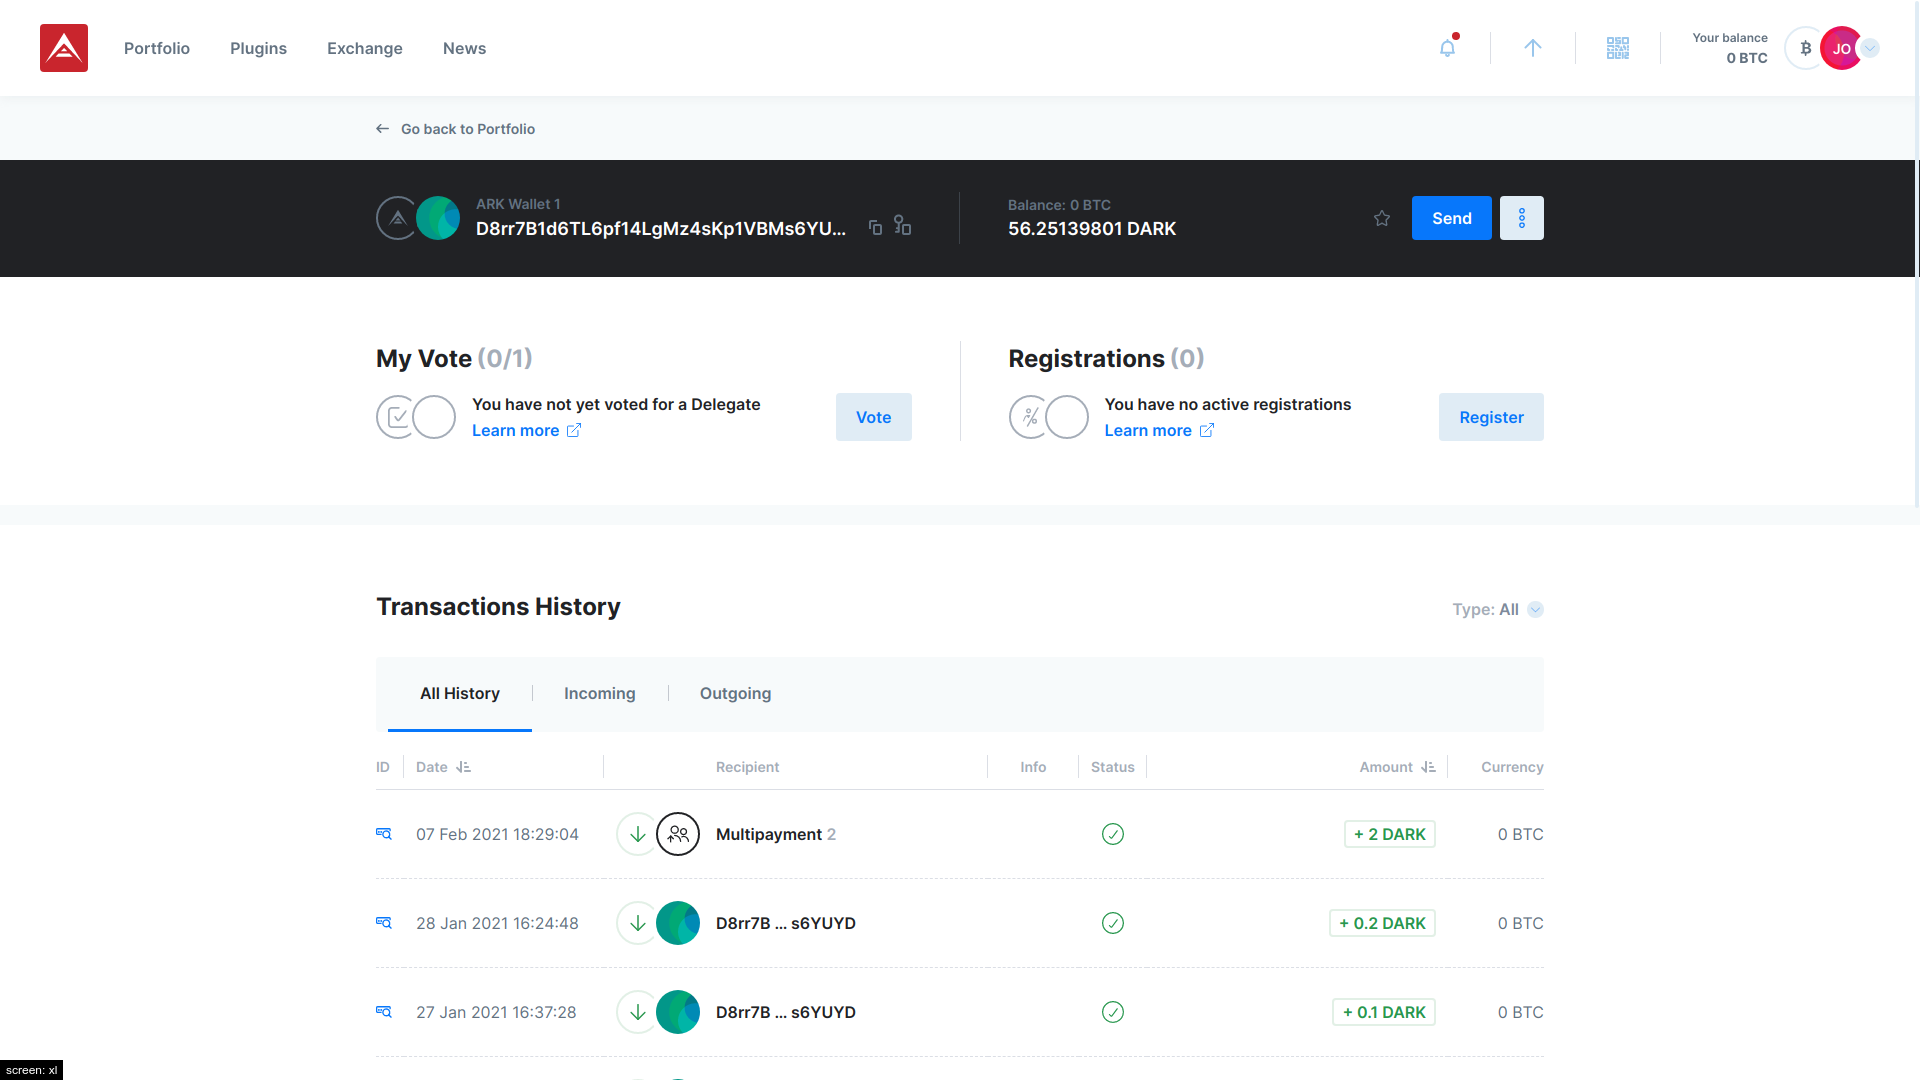 Portfolio
Plugins
Exchange
News
Your balance
0 BTC
JO
Go back to Portfolio
ARK Wallet 1
D8rr7B1d6TL6pf14LgMz4sKp1VBMs6YU...
Balance: 0 BTC
56.25139801 DARK
Send
My Vote (0/1)
You have not yet voted for a Delegate
Learn more
Vote
Registrations (0)
You have no active registrations
Learn more
Register
Transactions History
Type: All
All History
Incoming
Outgoing
ID
Date
Recipient
Info
Status
Amount
Currency
07 Feb 2021 18:29:04
Multipayment 2
+ 2 DARK
0 BTC
28 Jan 2021 16:24:48
D8rr7B ... s6YUYD
+ 0.2 DARK
0 BTC
27 Jan 2021 16:37:28
D8rr7B ... s6YUYD
+ 0.1 DARK
0 BTC
screen: xl